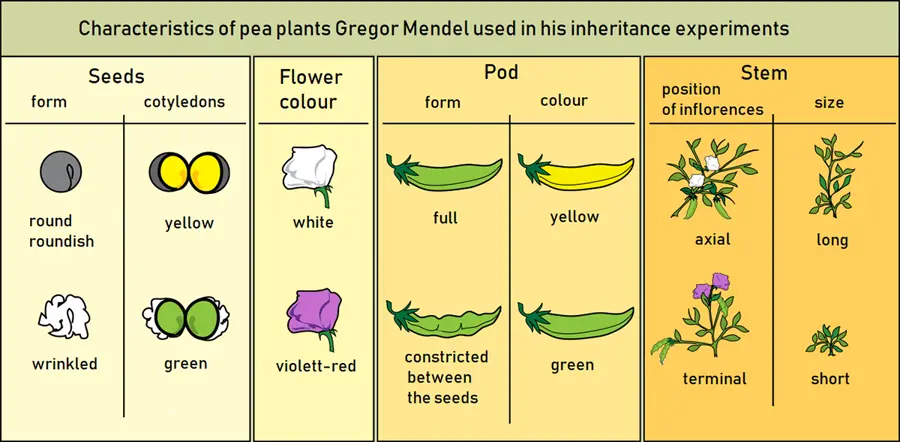 Characteristics of pea plants Gregor Mendel used in his inheritance experiments
Seeds
form
cotyledons
round
roundish
yellow
wrinkled
green
Flower
colour
white
violett-red
Pod
form
colour
full
yellow
constricted
between
the seeds
green
Stem
position
of inflorences
size
axial
long
terminal
short